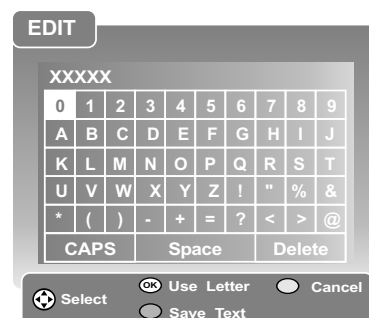 EDIT
XXXXX
0 1 2 3 4 5 6 7 8 9
A B C D E F G H I J
K L M N O P Q R S T
U V W X Y Z ! " % &
* ( ) - + = ? < > @
CAPS Space Delete
Select OK Use Letter Cancel
Save Text